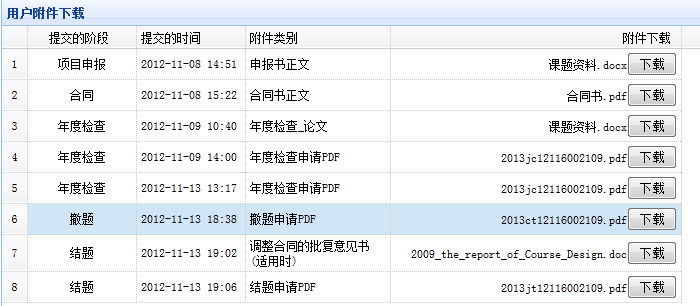 用户附件下载
提交的阶段 提交的时间 附件类别 附件下载
1 项目申报 2012-11-08 14:51 申报书正文 课题资料.docx 下载
2 合同 2012-11-08 15:22 合同书正文 合同书.pdf 下载
3 年度检查 2012-11-09 10:40 年度检查_论文 课题资料.docx 下载
4 年度检查 2012-11-09 14:00 年度检查申请PDF 2013jc12116002109.pdf 下载
5 年度检查 2012-11-13 13:17 年度检查申请PDF 2013jc12116002109.pdf 下载
6 撤题 2012-11-13 18:38 撤题申请PDF 2013ct12116002109.pdf 下载
7 结题 2012-11-13 19:02 调整合同的批复意见书 2009_the_report_of_Course_Design.doc 下载
(适用时)
8 结题 2012-11-13 19:06 结题申请PDF 2013jt12116002109.pdf 下载